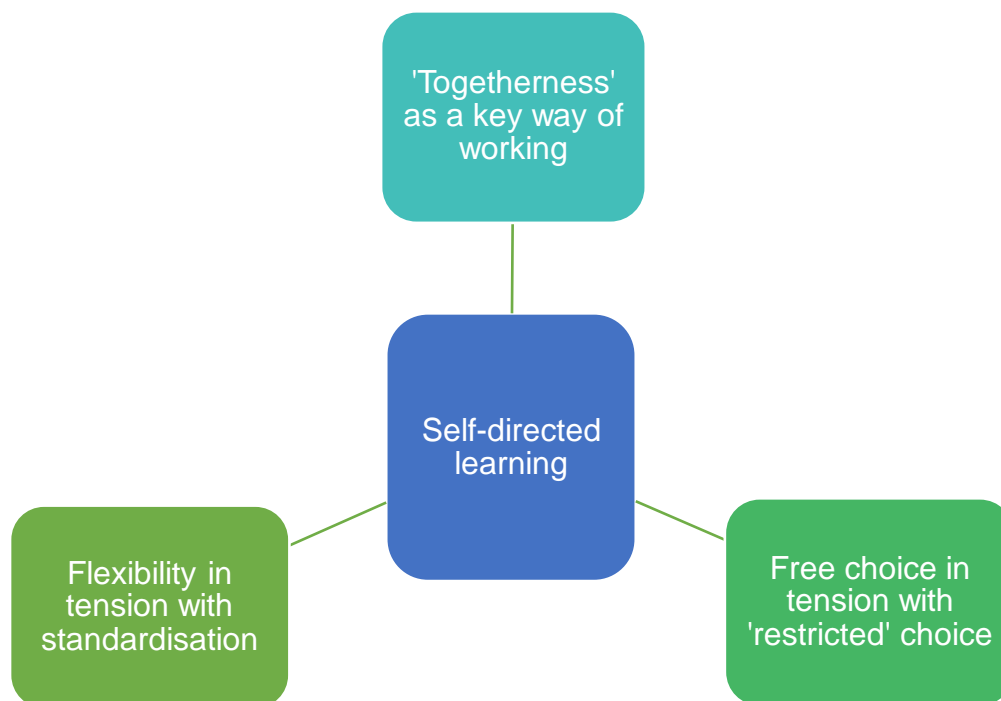 'Togetherness'
as a key way of
working
Self-directed
learning
Flexibility in
tension with
standardisation
Free choice in
tension with
'restricted' choice